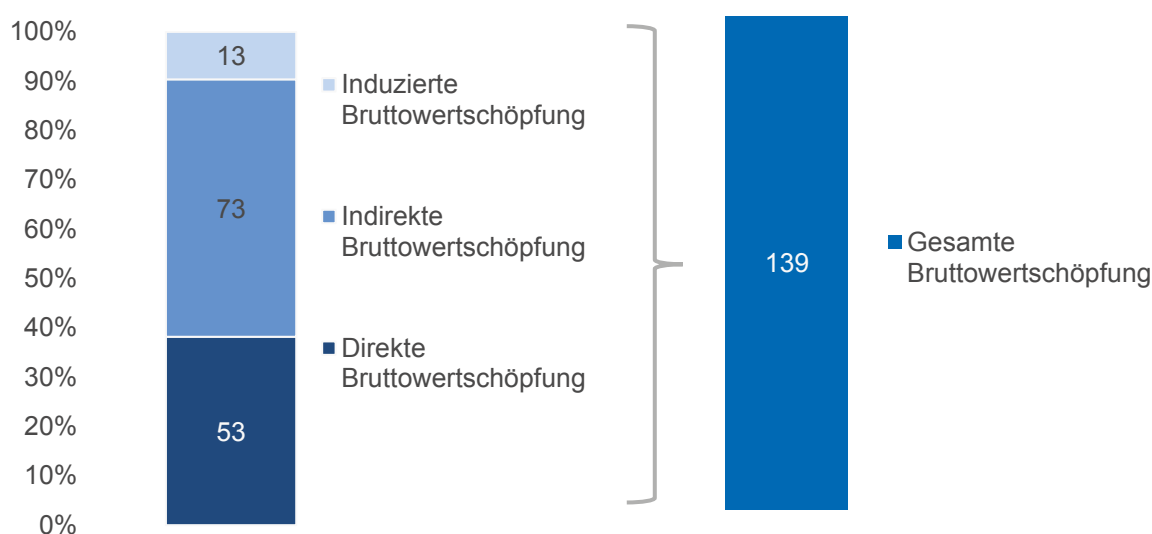 100%
90%
80%
70%
60%
50%
40%
30%
20%
10%
0%
13
73
53
Induzierte
Bruttowertschöpfung
Indirekte
Bruttowertschöpfung
Direkte
Bruttowertschöpfung
139
Gesamte
Bruttowertschöpfung